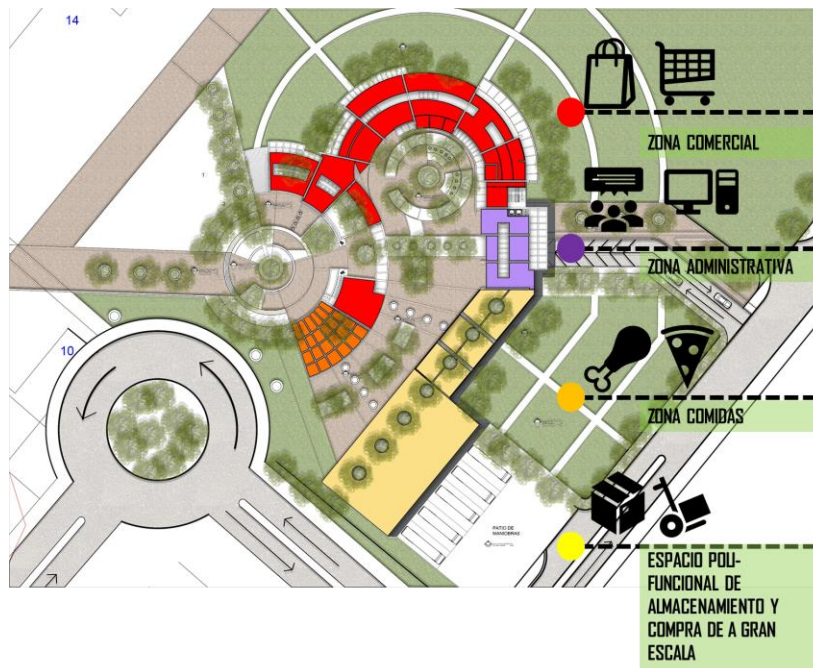 14
ZONA COMERCIAL
ZONA ADMINISTRATIVA
10
ZONA COMIDAS
PATIO DE
MANIOBRAS
ESPACIO POLI-
FUNCIONAL DE
ALMACENAMIENTO Y
COMPRA DE A GRAN
ESCALA